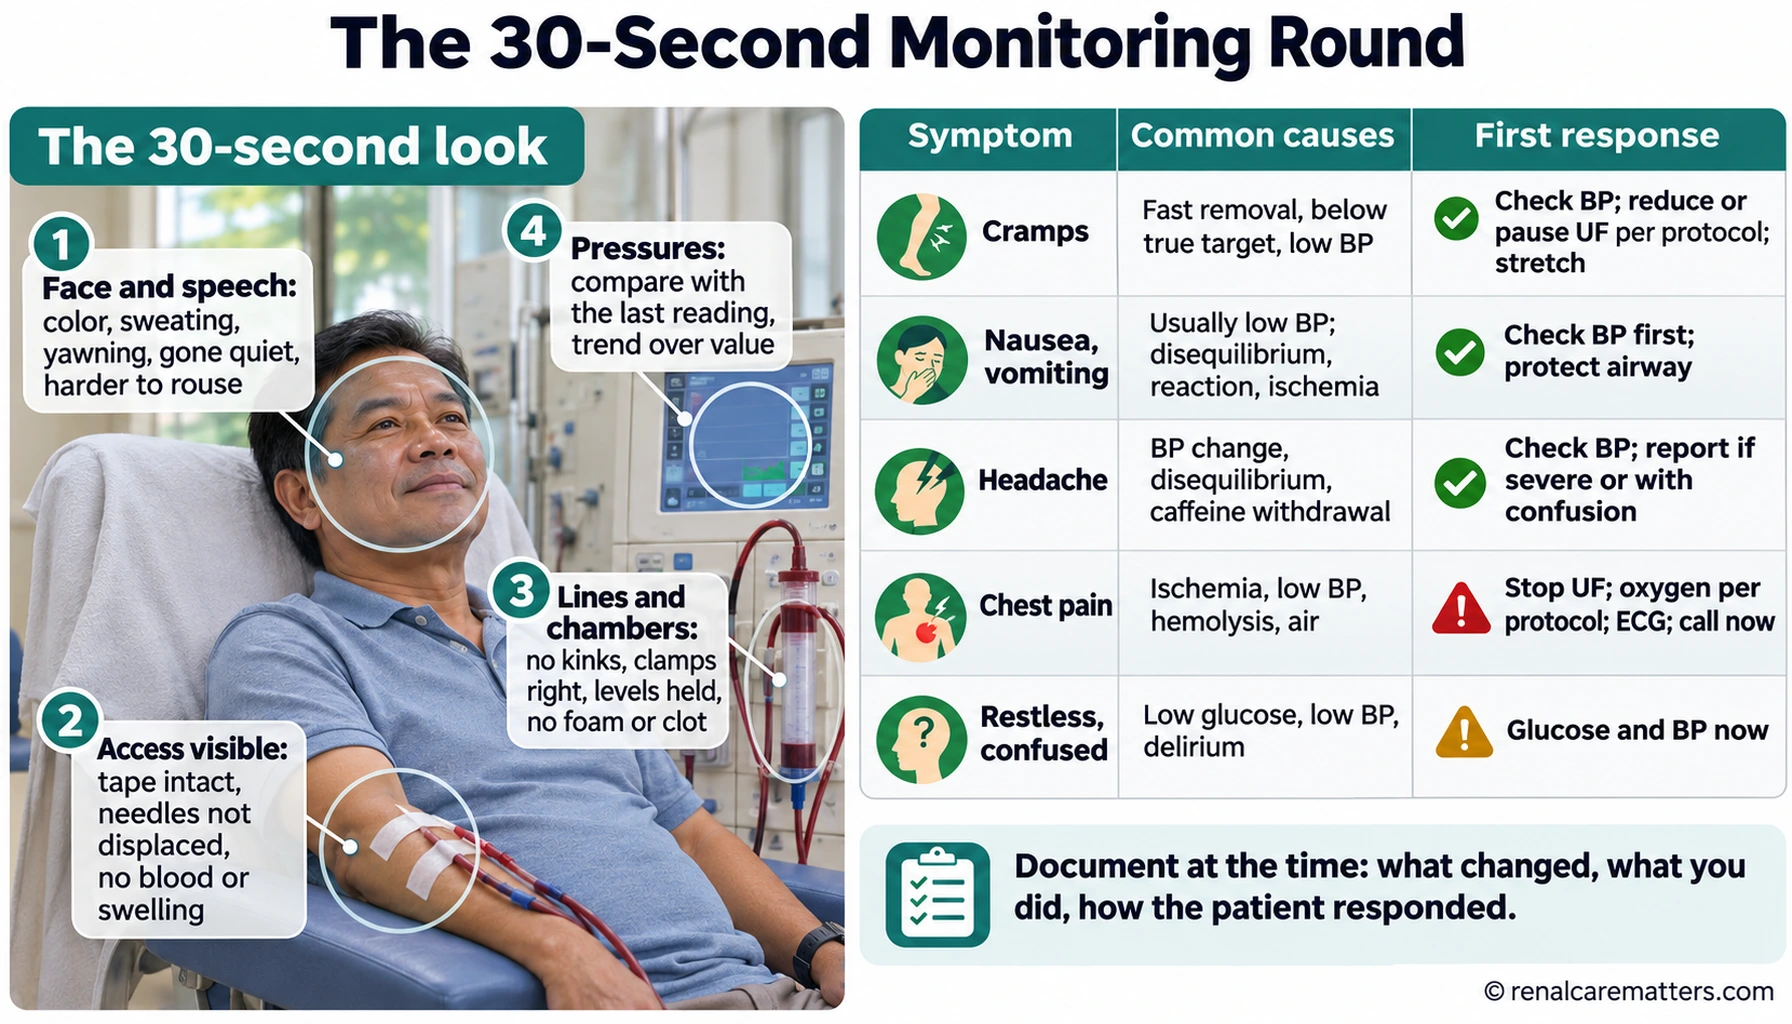 The 30-Second Monitoring Round
The 30-second look
1
Face and speech:
color, sweating,
yawning, gone quiet,
harder to rouse
4
Pressures:
compare with
the last reading,
trend over value
3
Lines and
chambers:
no kinks, clamps
right, levels held,
no foam or clot
2
Access visible:
tape intact,
needles not
displaced,
no blood or
swelling
Symptom
Common causes
First response
Cramps
Fast removal, below
true target, low BP
Check BP; reduce or
pause UF per protocol;
stretch
Nausea,
vomiting
Usually low BP;
disequilibrium,
reaction, ischemia
Check BP first;
protect airway
Headache
BP change,
disequilibrium,
caffeine withdrawal
Check BP; report if
severe or with
confusion
Chest pain
Ischemia, low BP,
hemolysis, air
Stop UF; oxygen per
protocol; ECG; call now
Restless,
confused
?
Low glucose, low BP,
delirium
Glucose and BP now
Document at the time: what changed, what you
did, how the patient responded.
© renalcarematters.com